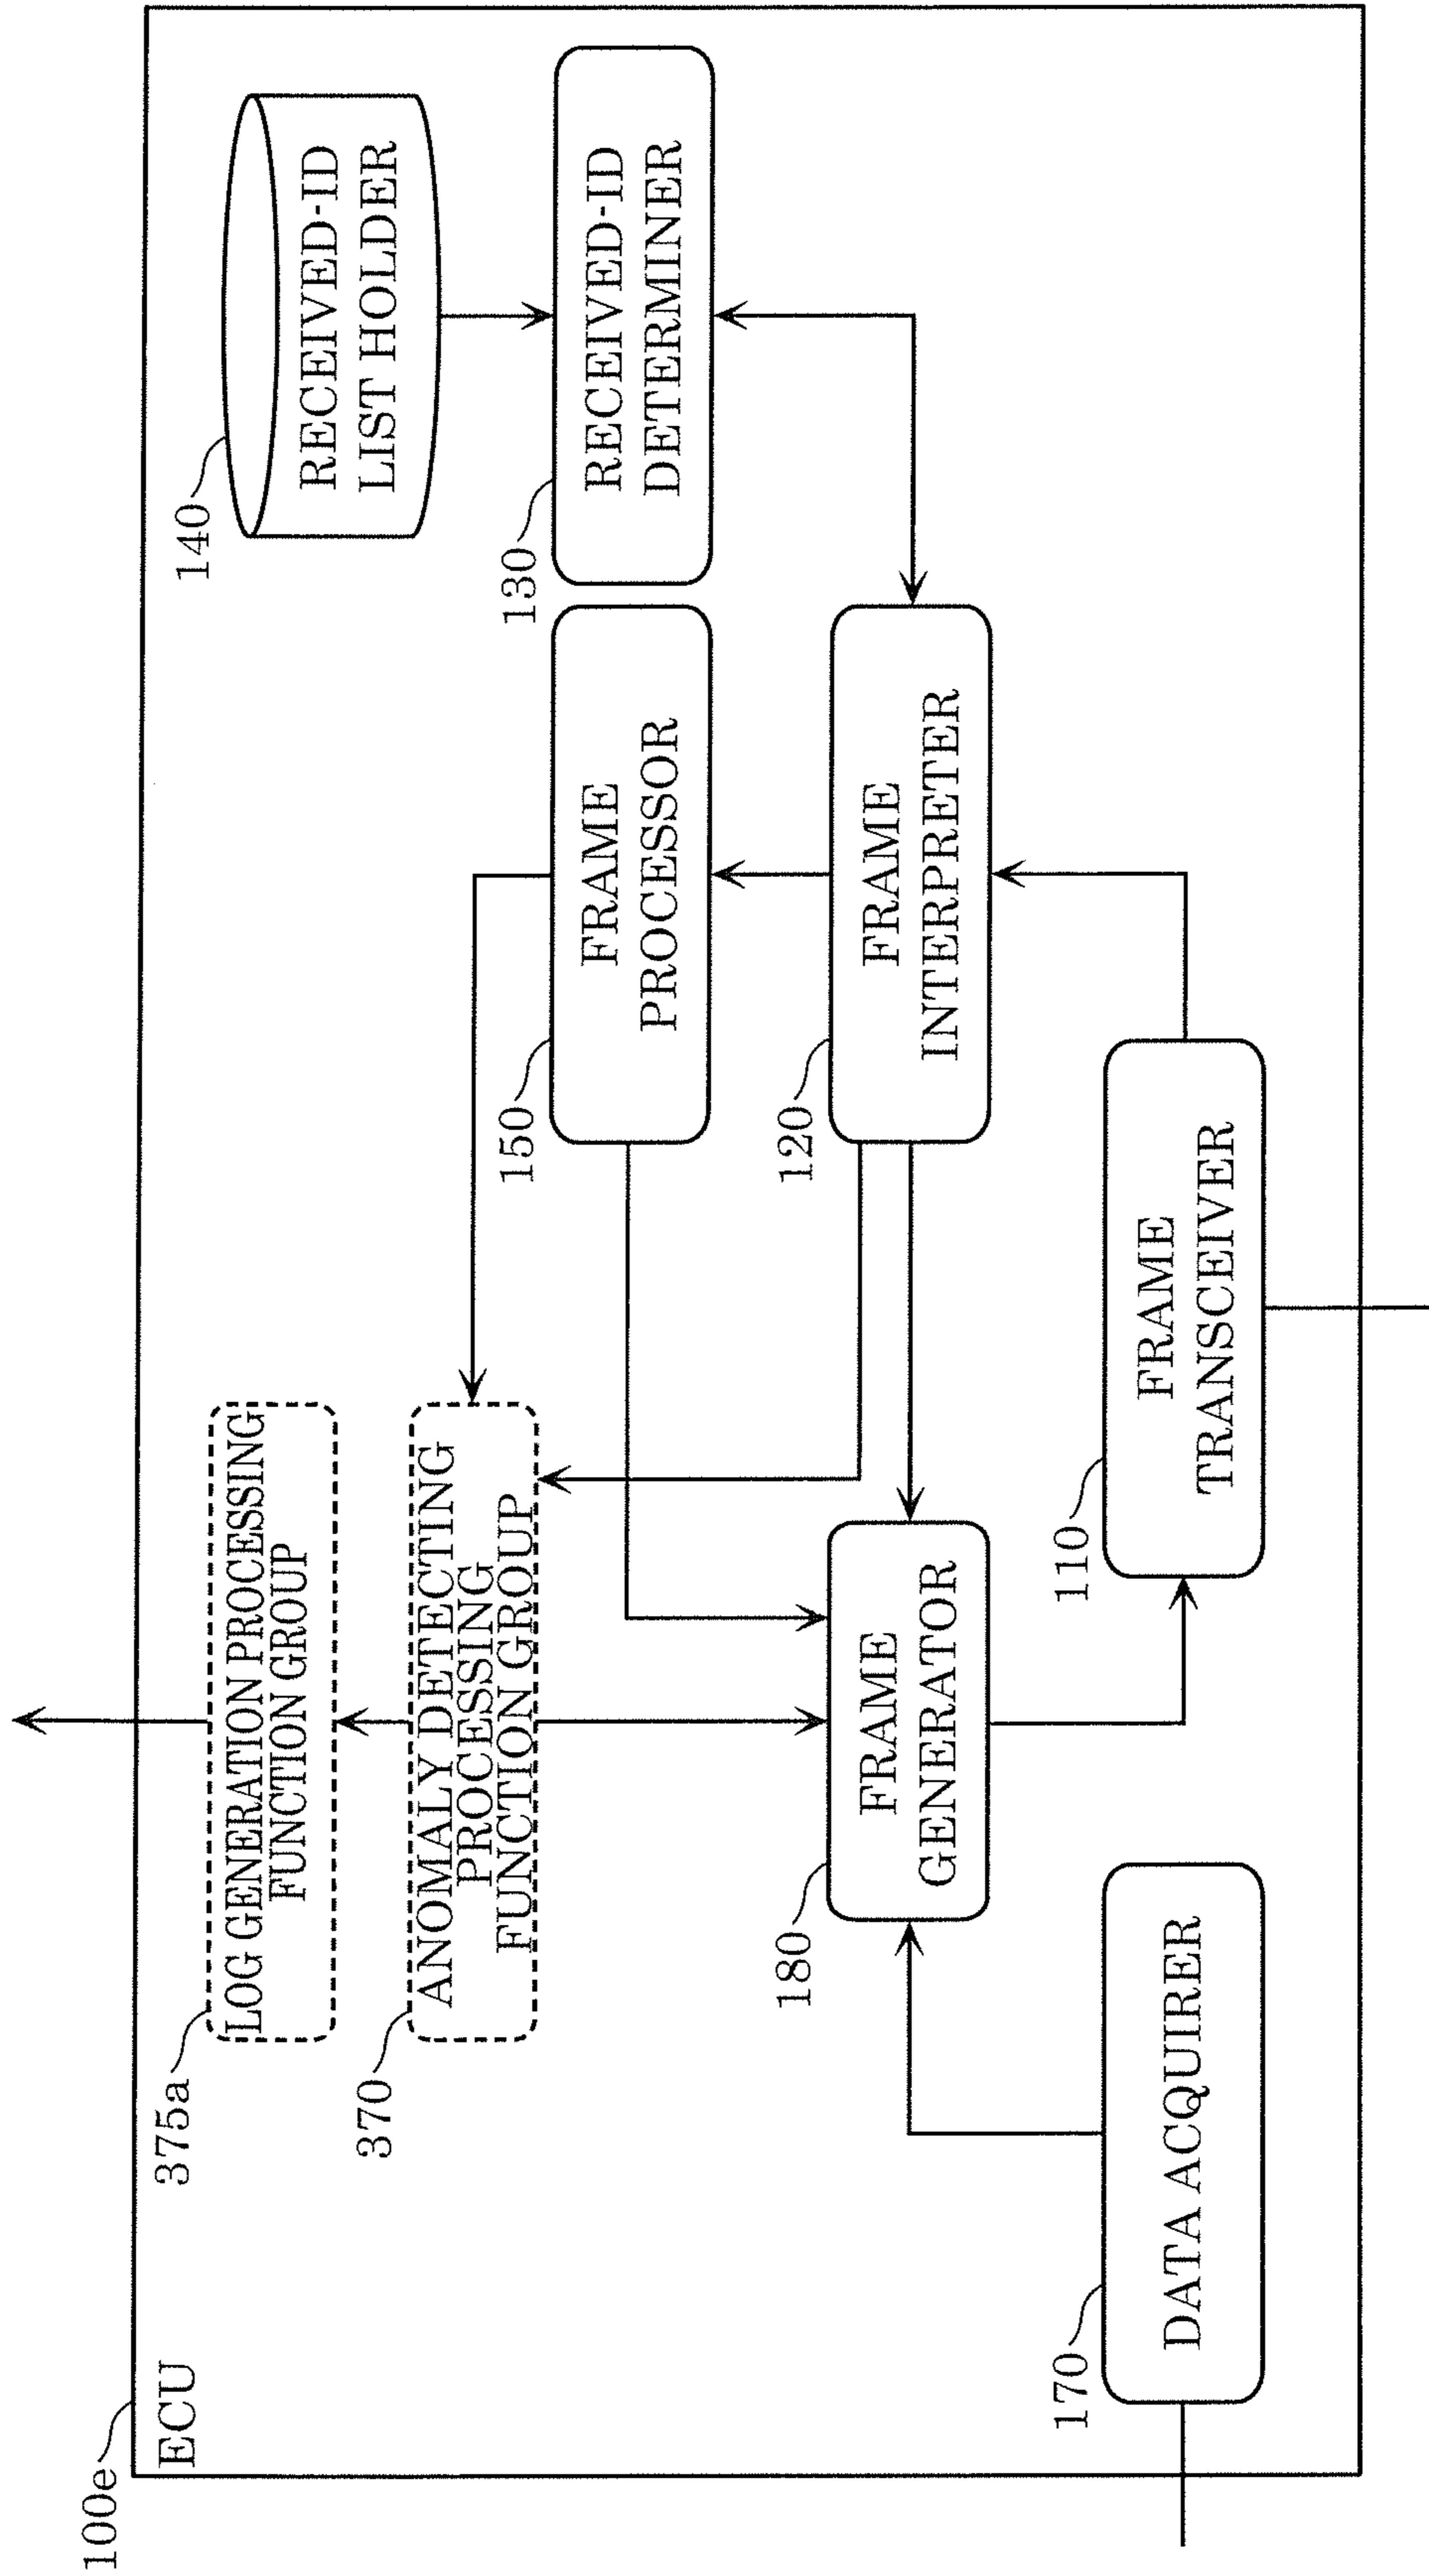 100e
ECU
375a
LOG GENERATION PROCESSING
FUNCTION GROUP
370
ANOMALY DETECTING
PROCESSING
FUNCTION GROUP
140
RECEIVED-ID
LIST HOLDER
150
FRAME
PROCESSOR
130
RECEIVED-ID
DETERMINER
180
FRAME
GENERATOR
120
FRAME
INTERPRETER
170
DATA ACQUIRER
110
FRAME
TRANSCEIVER